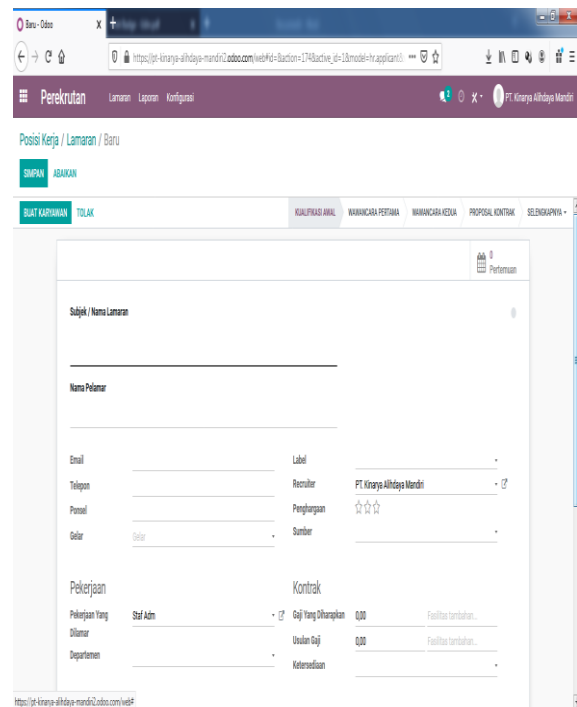 Baru - Odoo X +
https://pt-kinarya-alihdaya-mandiri2.odoo.com/web#id=&action=174&active_id=1&model=hr.applicant&
Perekrutan Lamaran Laporan Konfigurasi PT. Kinarya Alihdaya Mandiri
Posisi Kerja / Lamaran / Baru
SIMPAN ABAIKAN
BUAT KARYAWAN TOLAK KUALIFIKASI AWAL WAWANCARA PERTAMA WAWANCARA KEDUA PROPOSAL KONTRAK SELENGKAPNYA
0
Pertemuan
Subjek / Nama Lamaran
Nama Pelamar
Email Label
Telepon Recruiter PT. Kinarya Alihdaya Mandiri
Ponsel Penghargaan
Gelar Gelar Sumber
Pekerjaan Kontrak
Pekerjaan Yang Staf Adm Gaji Yang Diharapkan 0,00 Fasilitas tambahan...
Dilamar Usulan Gaji 0,00 Fasilitas tambahan...
Departemen Ketersediaan
https://pt-kinarya-alihdaya-mandiri2.odoo.com/web#